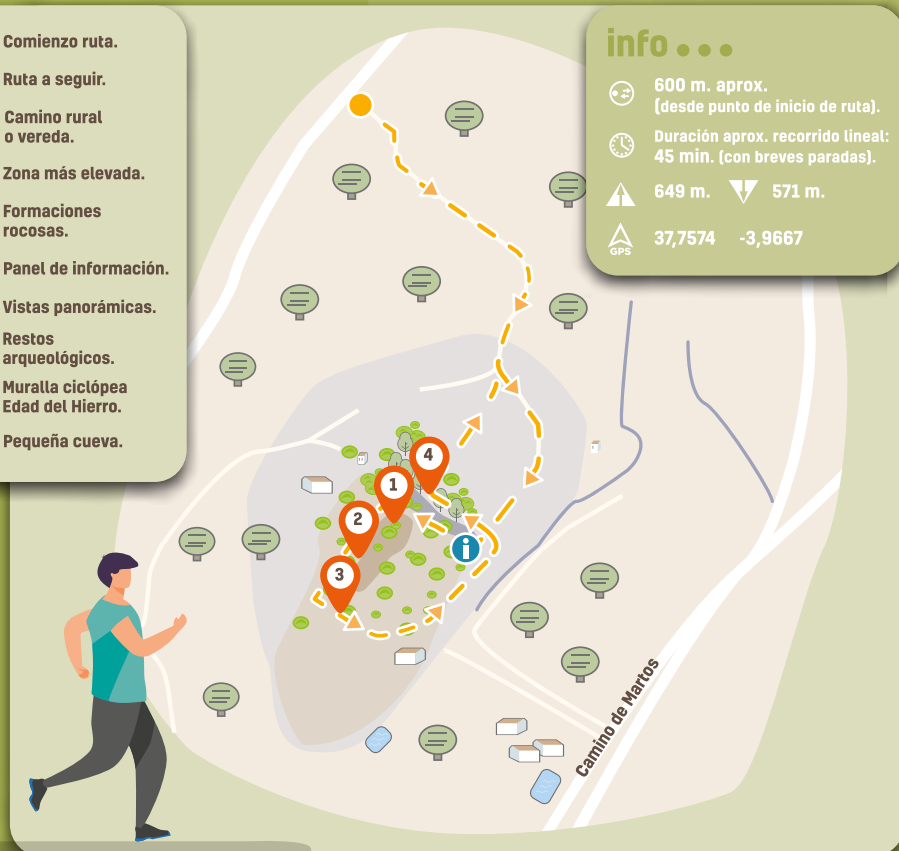 Comienzo ruta.
Ruta a seguir.
Camino rural
o vereda.
Zona más elevada.
Formaciones
rocosas.
Panel de información.
Vistas panorámicas.
Restos
arqueológicos.
Muralla ciclópea
Edad del Hierro.
Pequeña cueva.
info...
600 m. aprox.
(desde punto de inicio de ruta).
Duración aprox. recorrido lineal:
45 min. (con breves paradas).
649 m. 571 m.
GPS 37,7574 -3,9667
4
1
2
i
3
Camino de Martos